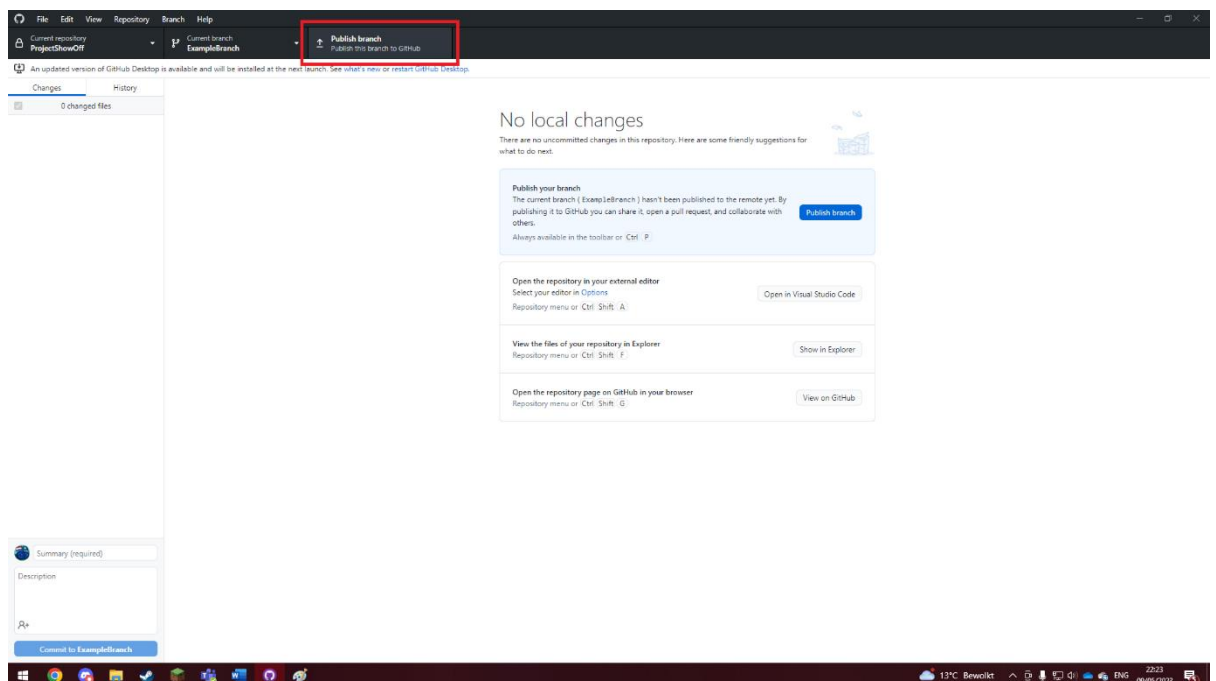 File Edit View Repository Branch Help
Current repository
ProjectShowOff
Current branch
ExampleBranch
Publish branch
Publish this branch to GitHub
An updated version of GitHub Desktop is available and will be installed at the next launch. See what's new or restart GitHub Desktop.
Changes History
0 changed files
No local changes
There are no uncommitted changes in this repository. Here are some friendly suggestions for
what to do next.
Publish your branch
The current branch ( ExampleBranch ) hasn't been published to the remote yet. By
publishing it to GitHub you can share it, open a pull request, and collaborate with
others.
Always available in the toolbar or Ctrl P
Publish branch
Open the repository in your external editor
Select your editor in Options
Repository menu or Ctrl Shift A
Open in Visual Studio Code
View the files of your repository in Explorer
Repository menu or Ctrl Shift F
Show in Explorer
Open the repository page on GitHub in your browser
Repository menu or Ctrl Shift G
View on GitHub
Summary (required)
Description
Commit to ExampleBranch
13°C Bewolkt
ENG
22:23